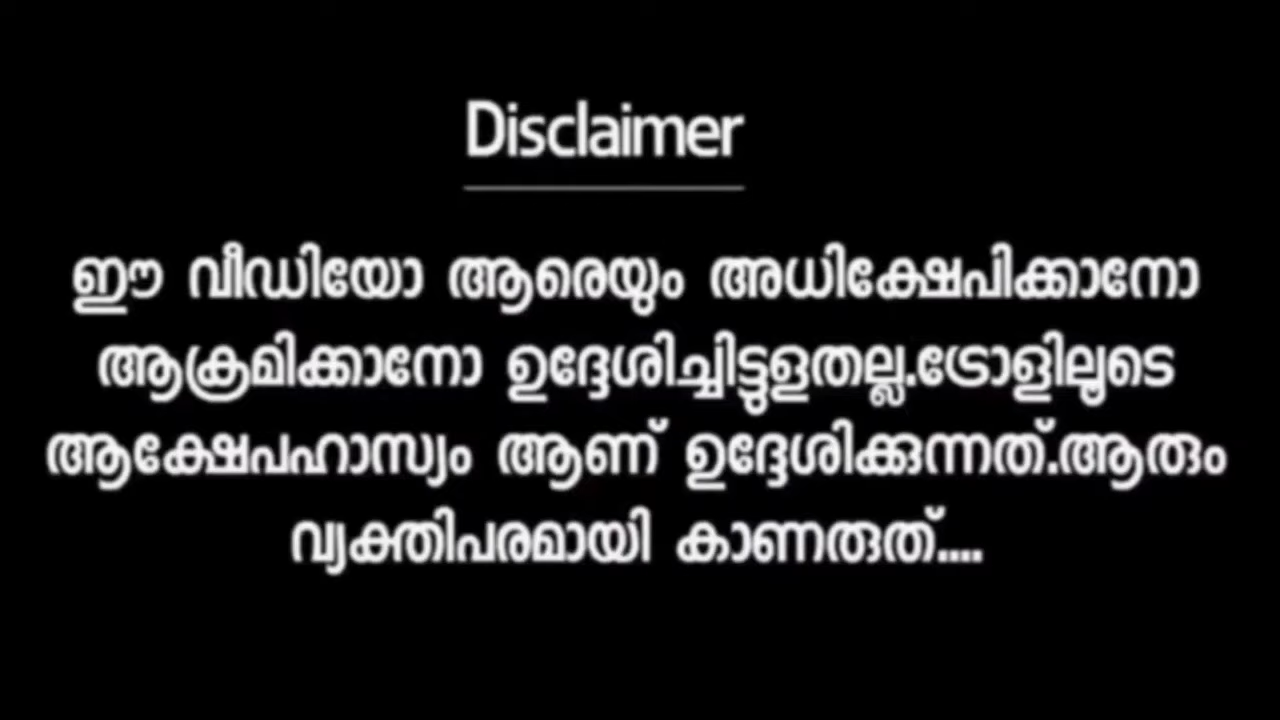 Disclaimer
ഈ വീഡിയോ ആരെയും അധിക്ഷേപിക്കാനോ
ആക്രമിക്കാനോ ഉദ്ദേശിച്ചിട്ടുളതല്ല.ട്രോളിലൂടെ
ആക്ഷേപഹാസ്യം ആണ് ഉദ്ദേശിക്കുന്നത്.ആരും
വ്യക്തിപരമായി കാണരുത്....